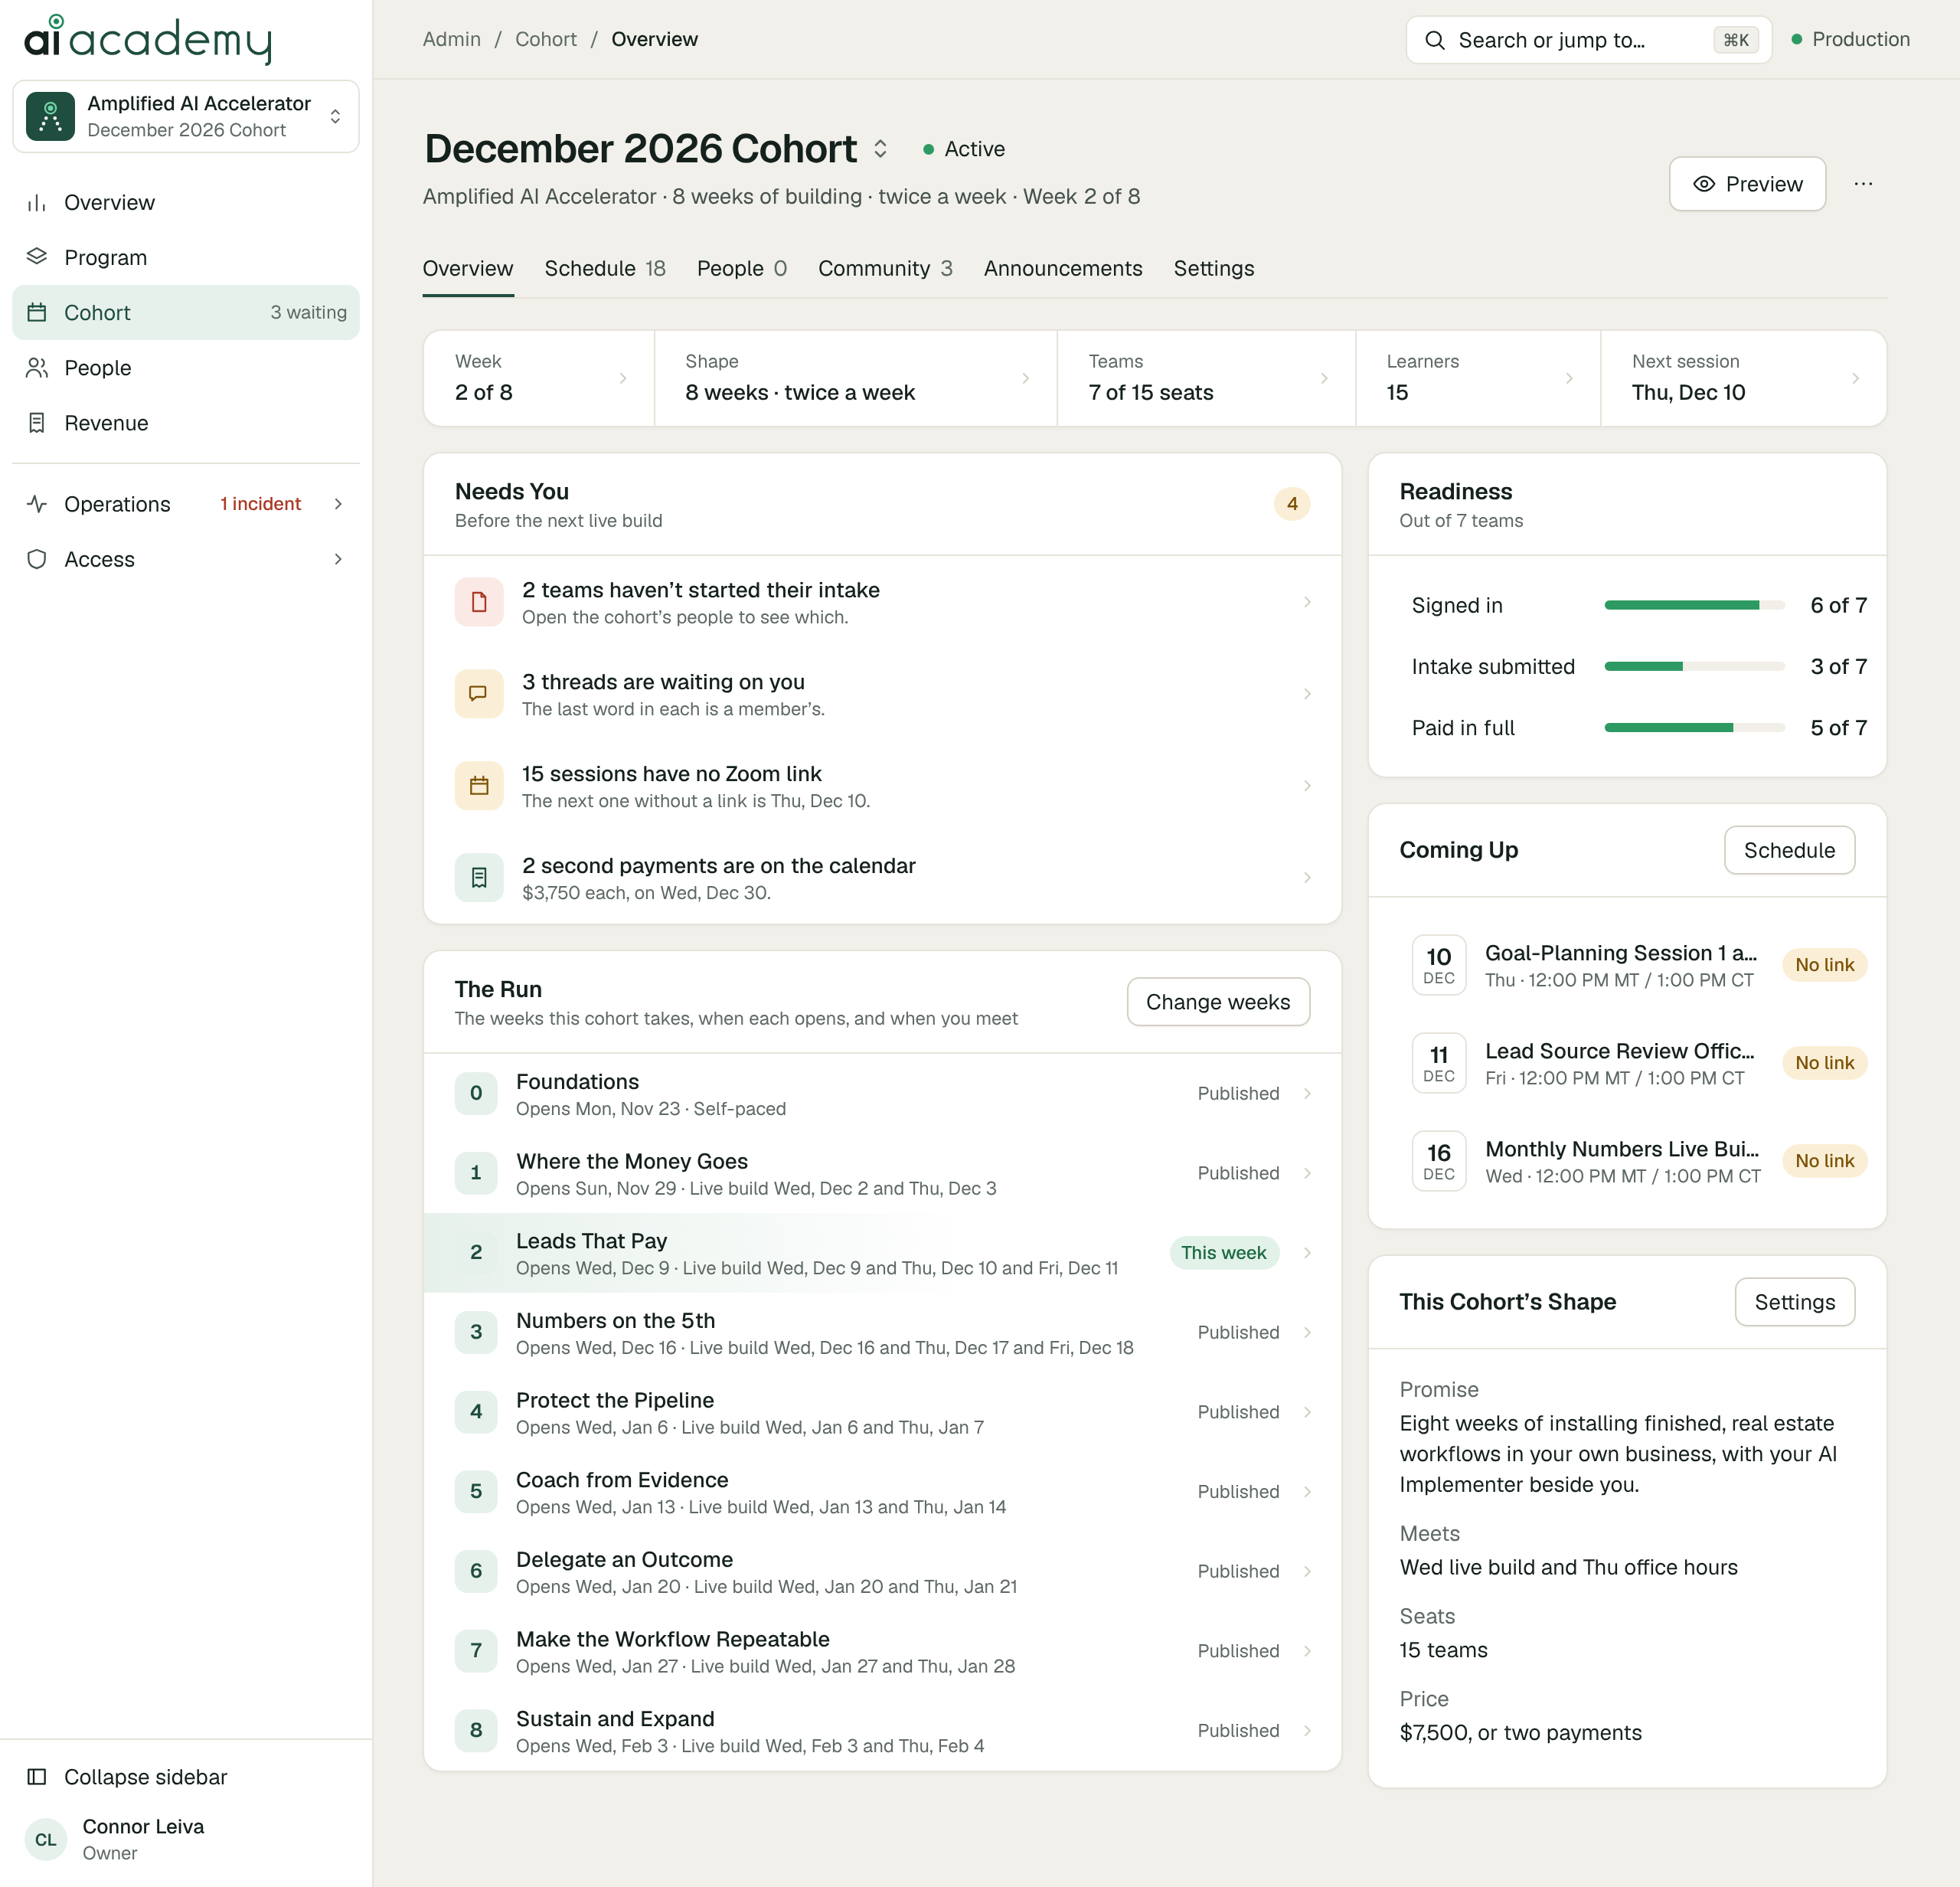 ai academy
Amplified AI Accelerator
December 2026 Cohort
Overview
Program
Cohort
3 waiting
People
Revenue
Operations
1 incident
Access
Collapse sidebar
CL
Connor Leiva
Owner
Admin / Cohort / Overview
Search or jump to…
⌘K
Production
December 2026 Cohort
Active
Amplified AI Accelerator · 8 weeks of building · twice a week · Week 2 of 8
Preview
···
Overview
Schedule 18
People 0
Community 3
Announcements
Settings
Week
2 of 8
Shape
8 weeks · twice a week
Teams
7 of 15 seats
Learners
15
Next session
Thu, Dec 10
Needs You
Before the next live build
4
2 teams haven’t started their intake
Open the cohort’s people to see which.
3 threads are waiting on you
The last word in each is a member’s.
15 sessions have no Zoom link
The next one without a link is Thu, Dec 10.
2 second payments are on the calendar
$3,750 each, on Wed, Dec 30.
The Run
The weeks this cohort takes, when each opens, and when you meet
Change weeks
0
Foundations
Opens Mon, Nov 23 · Self-paced
Published
1
Where the Money Goes
Opens Sun, Nov 29 · Live build Wed, Dec 2 and Thu, Dec 3
Published
2
Leads That Pay
Opens Wed, Dec 9 · Live build Wed, Dec 9 and Thu, Dec 10 and Fri, Dec 11
This week
3
Numbers on the 5th
Opens Wed, Dec 16 · Live build Wed, Dec 16 and Thu, Dec 17 and Fri, Dec 18
Published
4
Protect the Pipeline
Opens Wed, Jan 6 · Live build Wed, Jan 6 and Thu, Jan 7
Published
5
Coach from Evidence
Opens Wed, Jan 13 · Live build Wed, Jan 13 and Thu, Jan 14
Published
6
Delegate an Outcome
Opens Wed, Jan 20 · Live build Wed, Jan 20 and Thu, Jan 21
Published
7
Make the Workflow Repeatable
Opens Wed, Jan 27 · Live build Wed, Jan 27 and Thu, Jan 28
Published
8
Sustain and Expand
Opens Wed, Feb 3 · Live build Wed, Feb 3 and Thu, Feb 4
Published
Readiness
Out of 7 teams
Signed in
6 of 7
Intake submitted
3 of 7
Paid in full
5 of 7
Coming Up
Schedule
10
DEC
Goal-Planning Session 1 a…
Thu · 12:00 PM MT / 1:00 PM CT
No link
11
DEC
Lead Source Review Offic…
Fri · 12:00 PM MT / 1:00 PM CT
No link
16
DEC
Monthly Numbers Live Bui…
Wed · 12:00 PM MT / 1:00 PM CT
No link
This Cohort’s Shape
Settings
Promise
Eight weeks of installing finished, real estate
workflows in your own business, with your AI
Implementer beside you.
Meets
Wed live build and Thu office hours
Seats
15 teams
Price
$7,500, or two payments